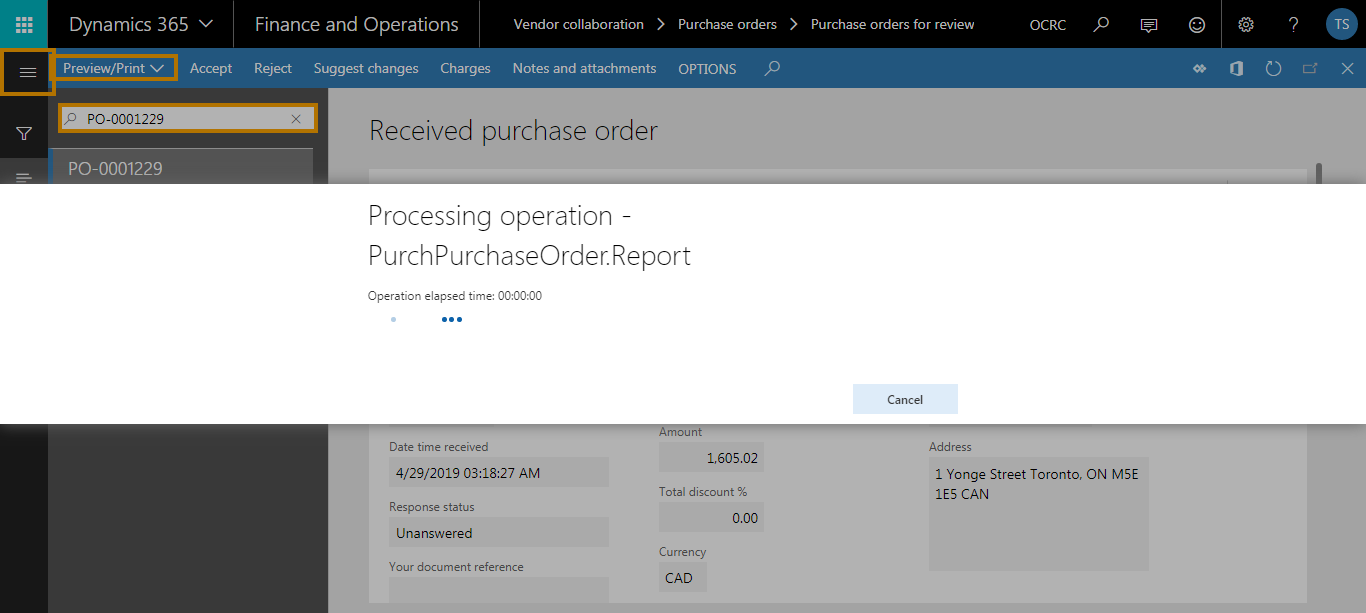 Dynamics 365
Finance and Operations
Vendor collaboration > Purchase orders > Purchase orders for review
OCRC
?
TS
Preview/Print
Accept
Reject
Suggest changes
Charges
Notes and attachments
OPTIONS
PO-0001229
Received purchase order
PO-0001229
Processing operation -
PurchPurchaseOrder.Report
Operation elapsed time: 00:00:00
Cancel
Date time received
4/29/2019 03:18:27 AM
Response status
Unanswered
Your document reference
Amount
1,605.02
Total discount %
0.00
Currency
CAD
Address
1 Yonge Street Toronto, ON M5E
1E5 CAN